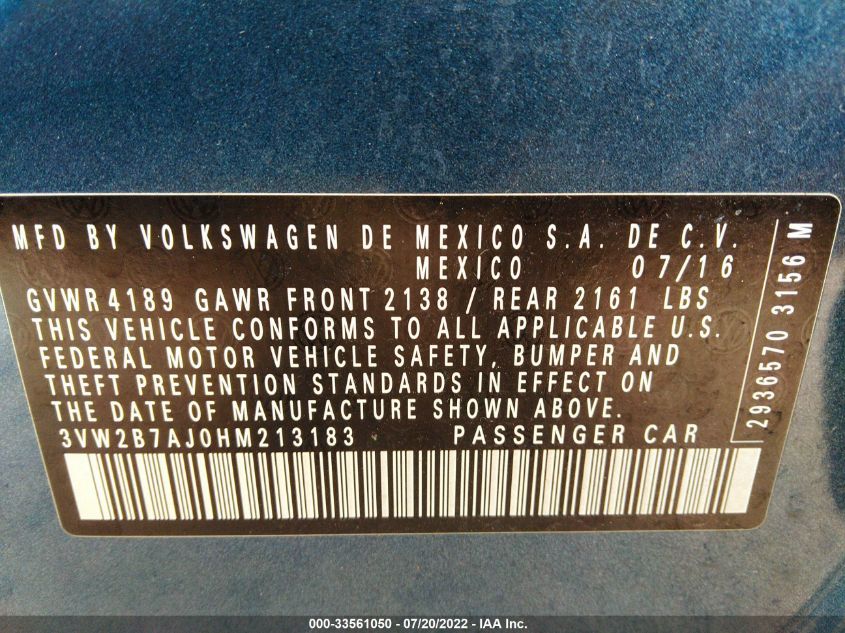 MFD BY VOLKSWAGEN DE MEXICO S.A. DE C.V.
MEXICO 07/16
GVWR 4189 GAWR FRONT 2138 / REAR 2161 LBS
THIS VEHICLE CONFORMS TO ALL APPLICABLE U.S.
FEDERAL MOTOR VEHICLE SAFETY, BUMPER AND
THEFT PREVENTION STANDARDS IN EFFECT ON
THE DATE OF MANUFACTURE SHOWN ABOVE.
3VW2B7AJ0HM213183 PASSENGER CAR
2936570 3156 M
000-33561050 - 07/20/2022 - IAA Inc.